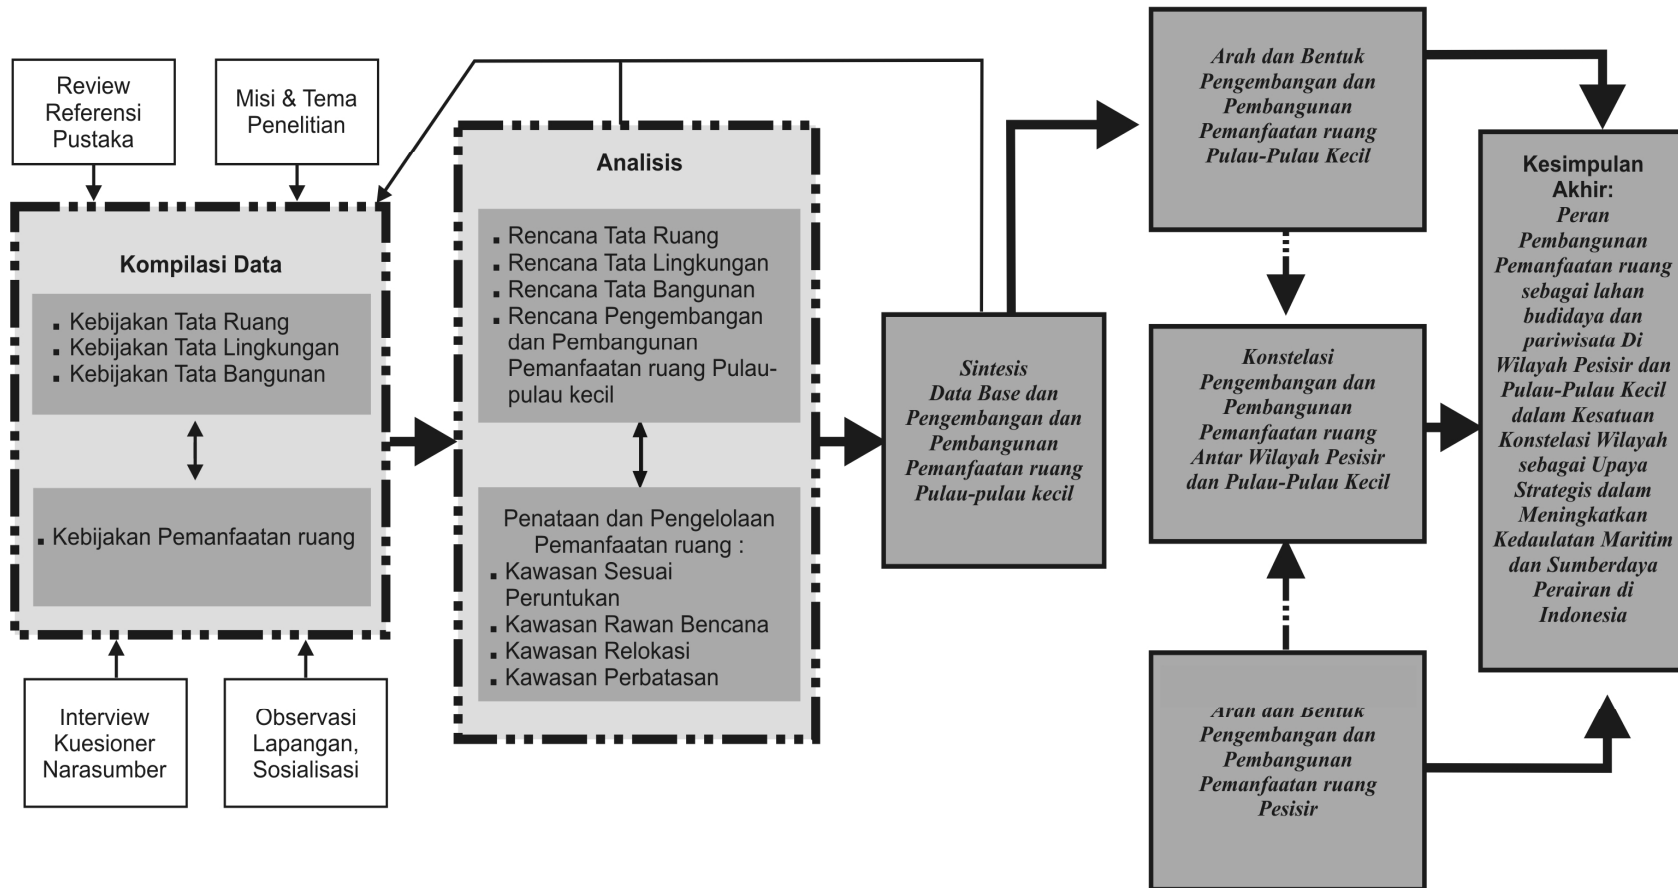 Review
Referensi
Pustaka
Misi & Tema
Penelitian
Kompilasi Data
▪ Kebijakan Tata Ruang
▪ Kebijakan Tata Lingkungan
▪ Kebijakan Tata Bangunan
▪ Kebijakan Pemanfaatan ruang
Interview
Kuesioner
Narasumber
Observasi
Lapangan,
Sosialisasi
Analisis
▪ Rencana Tata Ruang
▪ Rencana Tata Lingkungan
▪ Rencana Tata Bangunan
▪ Rencana Pengembangan
dan Pembangunan
Pemanfaatan ruang Pulau-
pulau kecil
Penataan dan Pengelolaan
Pemanfaatan ruang :
▪ Kawasan Sesuai
Peruntukan
▪ Kawasan Rawan Bencana
▪ Kawasan Relokasi
▪ Kawasan Perbatasan
Sintesis
Data Base dan
Pengembangan dan
Pembangunan
Pemanfaatan ruang
Pulau-pulau kecil
Arah dan Bentuk
Pengembangan dan
Pembangunan
Pemanfaatan ruang
Pulau-Pulau Kecil
Konstelasi
Pengembangan dan
Pembangunan
Pemanfaatan ruang
Antar Wilayah Pesisir
dan Pulau-Pulau Kecil
Arah dan Bentuk
Pengembangan dan
Pembangunan
Pemanfaatan ruang
Pesisir
Kesimpulan
Akhir:
Peran
Pembangunan
Pemanfaatan ruang
sebagai lahan
budidaya dan
pariwisata Di
Wilayah Pesisir dan
Pulau-Pulau Kecil
dalam Kesatuan
Konstelasi Wilayah
sebagai Upaya
Strategis dalam
Meningkatkan
Kedaulatan Maritim
dan Sumberdaya
Perairan di
Indonesia